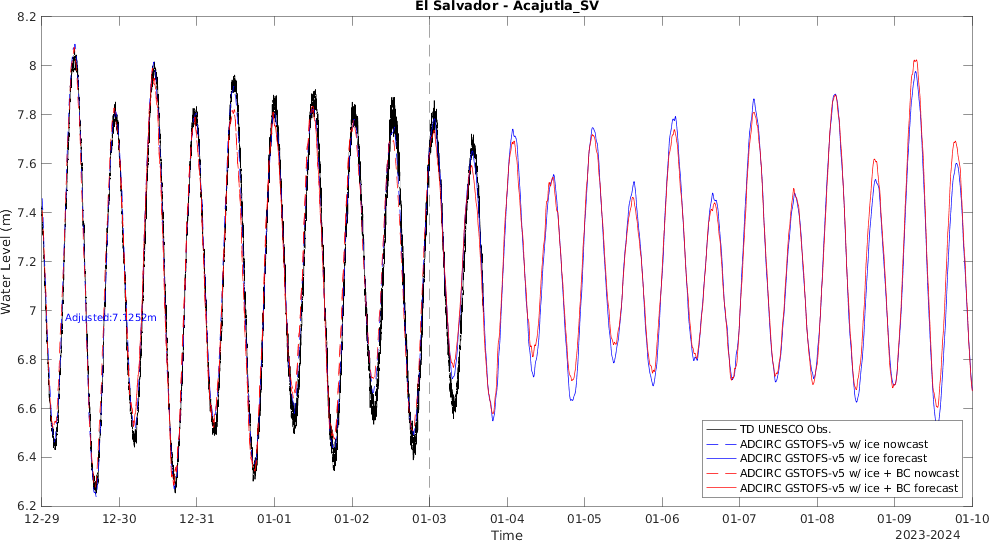 El Salvador - Acajutla_SV
8.2
8
7.8
7.6
7.4
7.2
7
6.8
6.6
6.4
6.2
Water Level (m)
Adjusted:7.1252m
TD UNESCO Obs.
ADCIRC GSTOFS-v5 w/ ice nowcast
ADCIRC GSTOFS-v5 w/ ice forecast
ADCIRC GSTOFS-v5 w/ ice + BC nowcast
ADCIRC GSTOFS-v5 w/ ice + BC forecast
12-29 12-30 12-31 01-01 01-02 01-03 01-04 01-05 01-06 01-07 01-08 01-09 01-10
Time
2023-2024